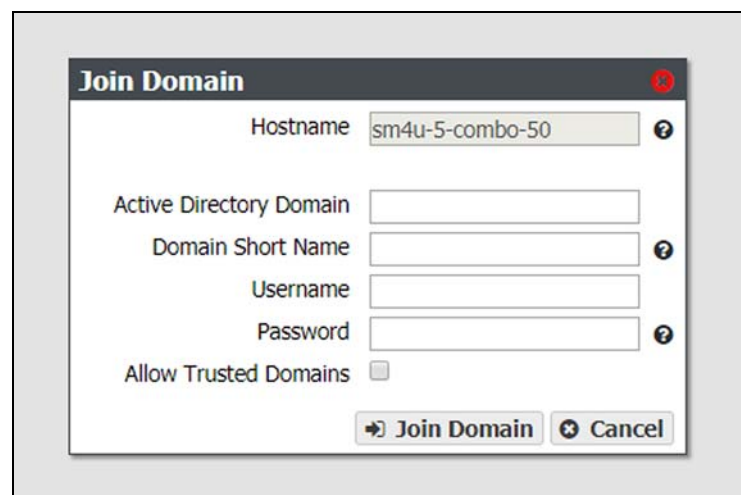 Join Domain
Hostname sm4u-5-combo-50
Active Directory Domain
Domain Short Name
Username
Password
Allow Trusted Domains
Join Domain Cancel